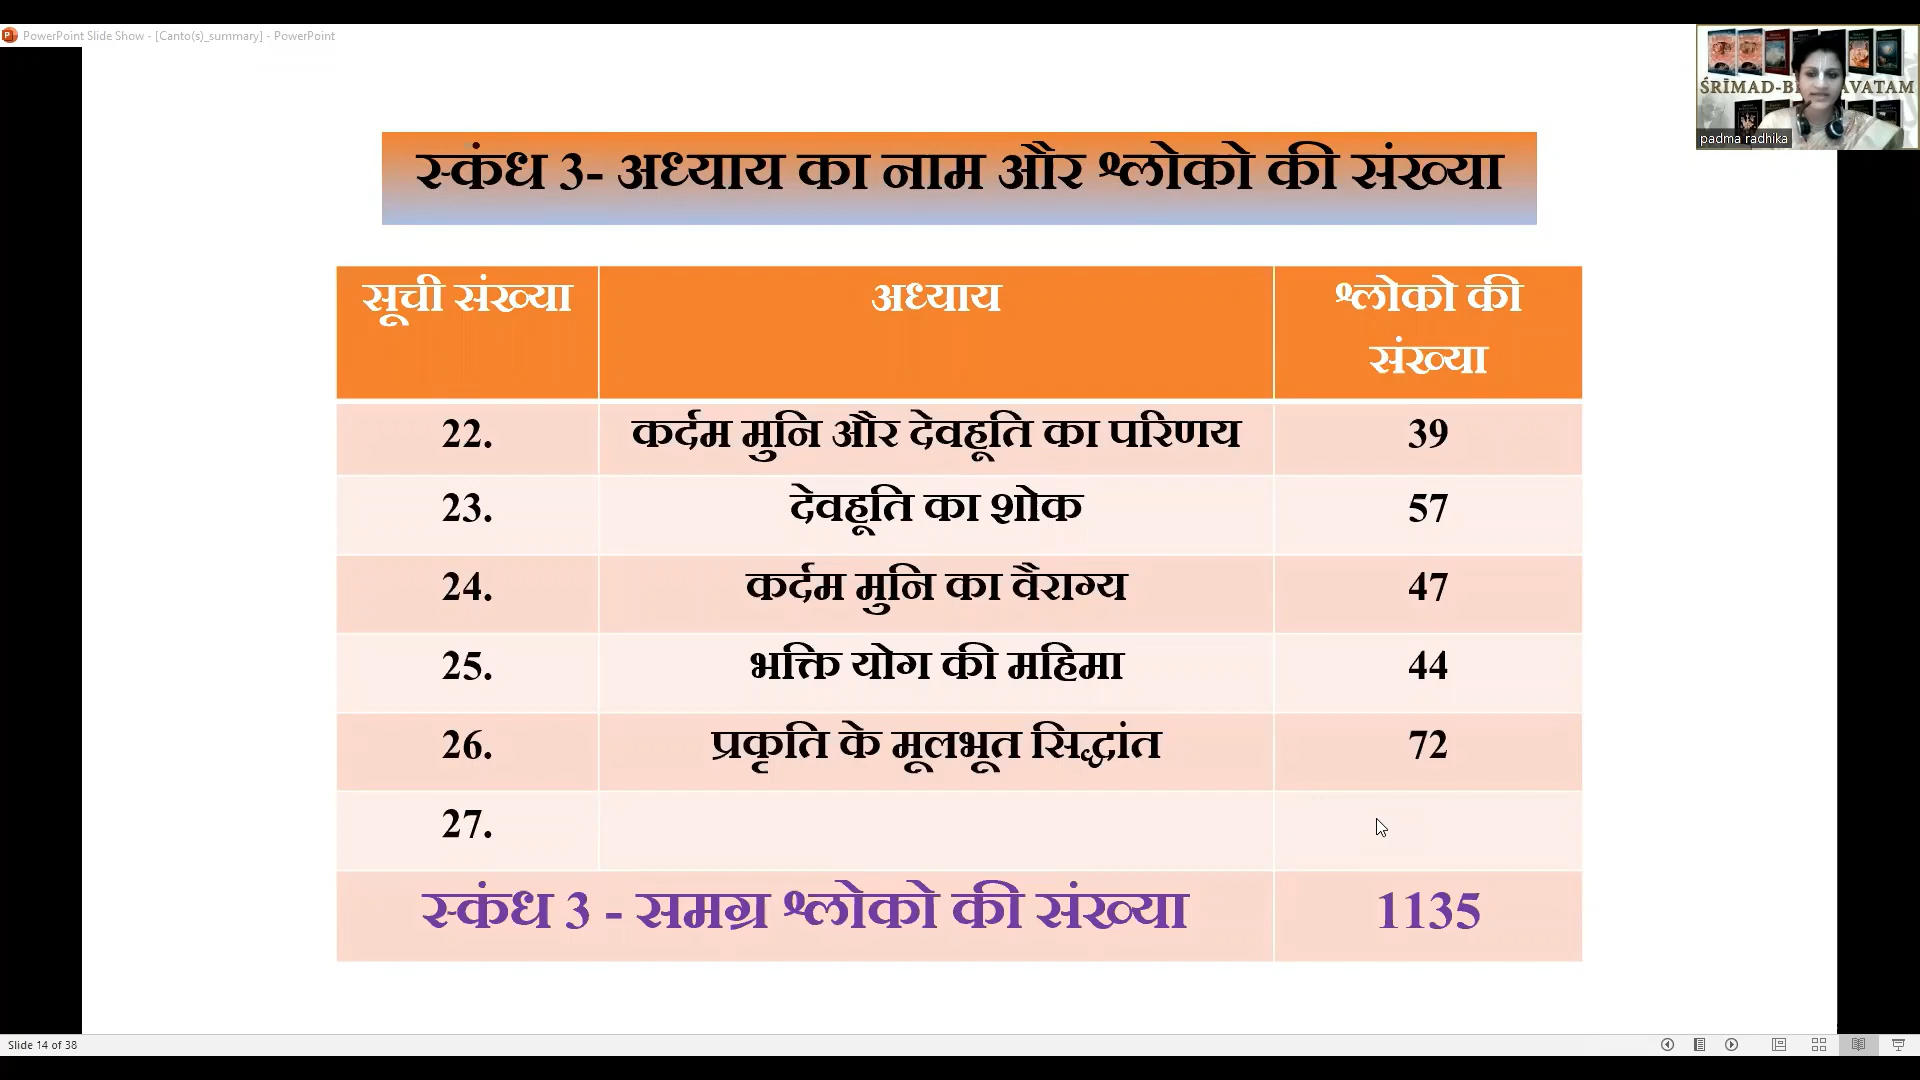 PowerPoint Slide Show - [Canto(s)_summary] - PowerPoint
ŚRĪMAD-B AVATAM
padma radhika
स्कंध 3- अध्याय का नाम और श्लोको की संख्या
सूची संख्या अध्याय श्लोको की
संख्या
22. कर्दम मुनि और देवहूति का परिणय 39
23. देवहूति का शोक 57
24. कर्दम मुनि का वैराग्य 47
25. भक्ति योग की महिमा 44
26. प्रकृति के मूलभूत सिद्धांत 72
27.
स्कंध 3 - समग्र श्लोको की संख्या 1135
Slide 14 of 38